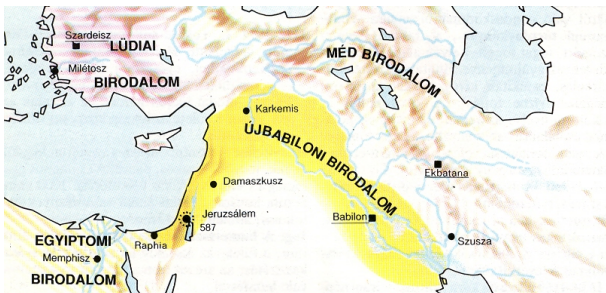 Szardeisz
LÜDIAI
Milétosz
BIRODALOM
MÉD BIRODALOM
Karkemis
ÚJBABILONI BIRODALOM
Ekbatana
Damaszkusz
Jeruzsálem
587
Babilon
Szusza
EGYIPTOMI
Raphia
Memphisz
BIRODALOM